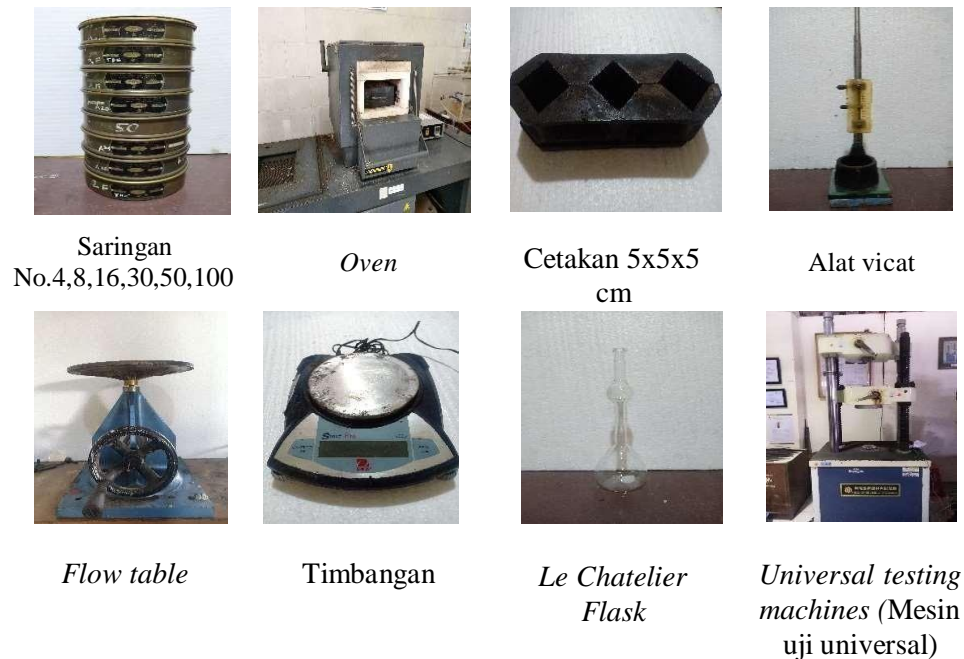 50
Saringan
No.4,8,16,30,50,100
Oven
Cetakan 5x5x5
cm
Alat vicat
Flow table
Timbangan
Le Chatelier
Flask
Universal testing
machines (Mesin
uji universal)